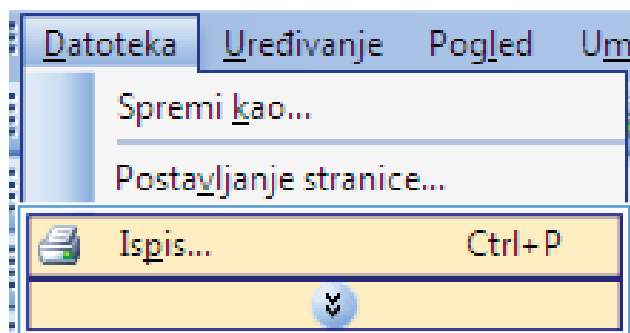 Datoteka Uređivanje Pogled Um
Spremi kao...
Postavljanje stranice...
Ispis... Ctrl+P